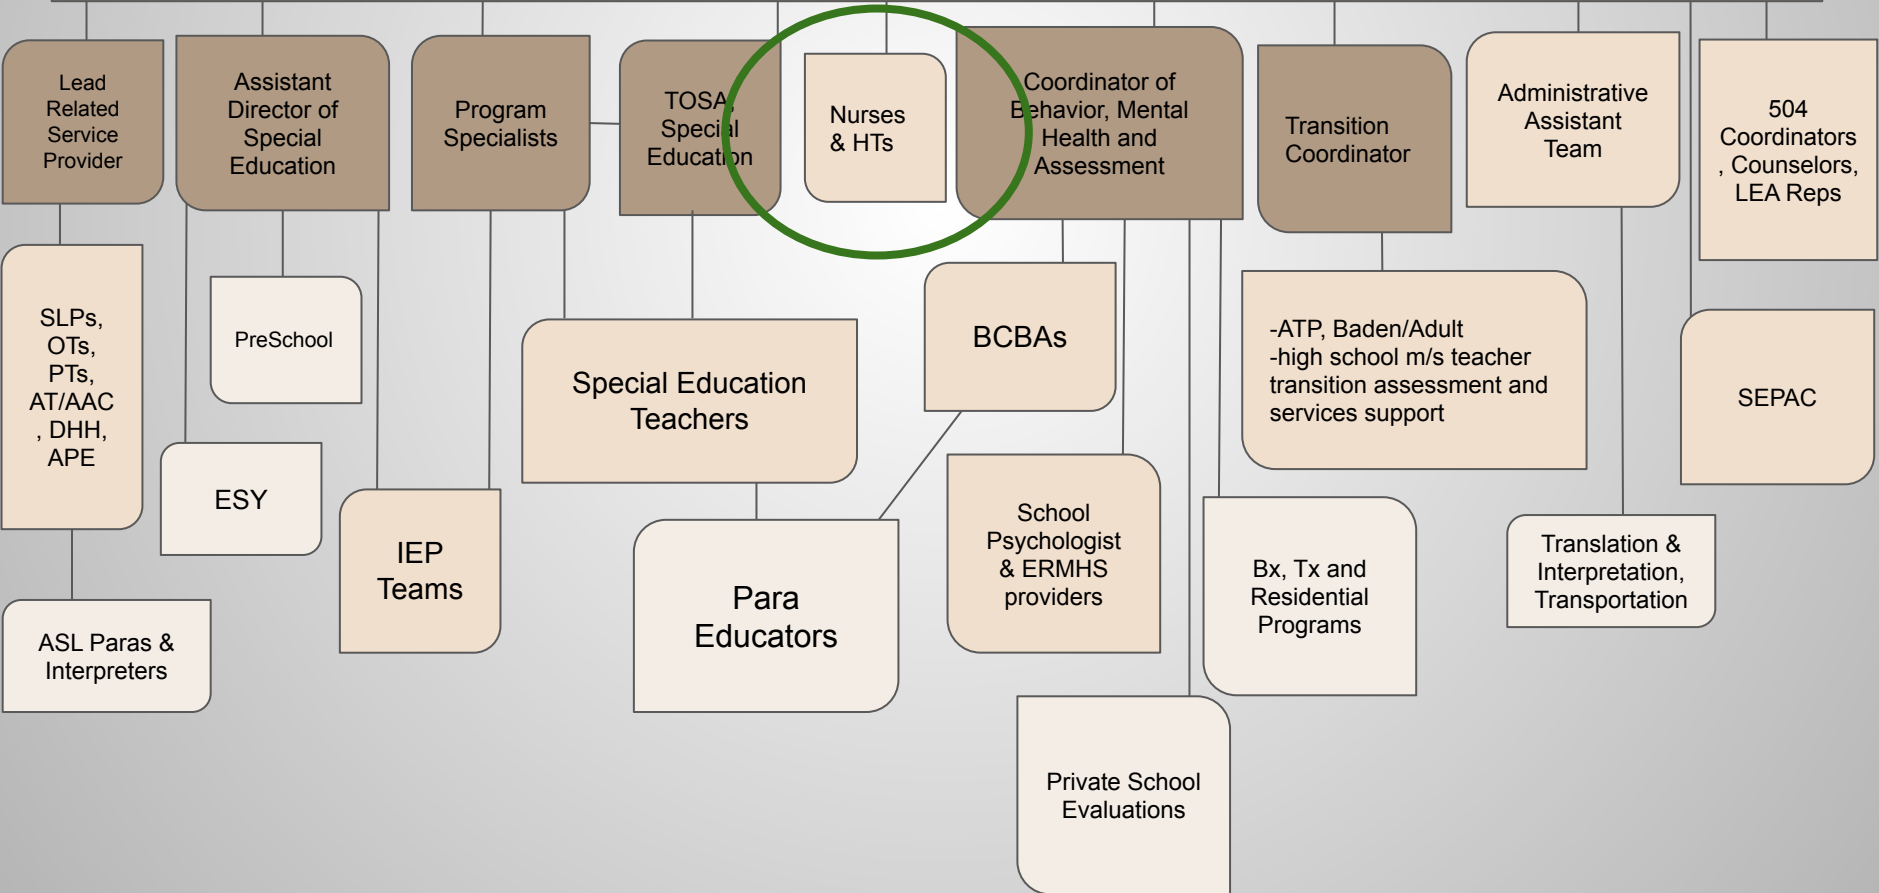 Lead
Related
Service
Provider
Assistant
Director of
Special
Education
Program
Specialists
TOSA,
Special
Education
Nurses
& HTs
Coordinator of
Behavior, Mental
Health and
Assessment
Transition
Coordinator
Administrative
Assistant
Team
504
Coordinators
, Counselors,
LEA Reps
SLPs,
OTs,
PTs,
AT/AAC
, DHH,
APE
PreSchool
Special Education
Teachers
BCBAs
-ATP, Baden/Adult
-high school m/s teacher
transition assessment and
services support
SEPAC
ESY
IEP
Teams
Para
Educators
School
Psychologist
& ERMHS
providers
Bx, Tx and
Residential
Programs
Translation &
Interpretation,
Transportation
ASL Paras &
Interpreters
Private School
Evaluations